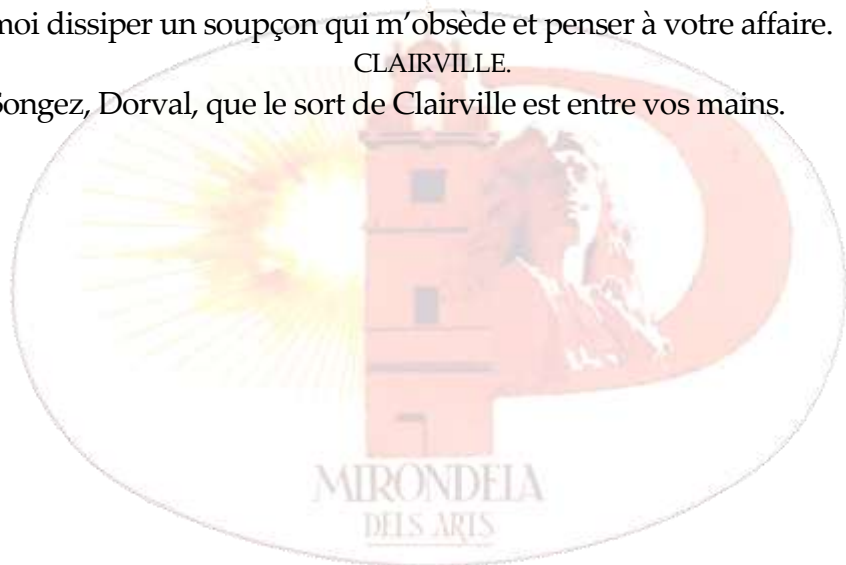 moi dissiper un soupçon qui m’obsède et penser à votre affaire.
CLAIRVILLE.
Songez, Dorval, que le sort de Clairville est entre vos mains.
MIRONDELA
DELS ARTS